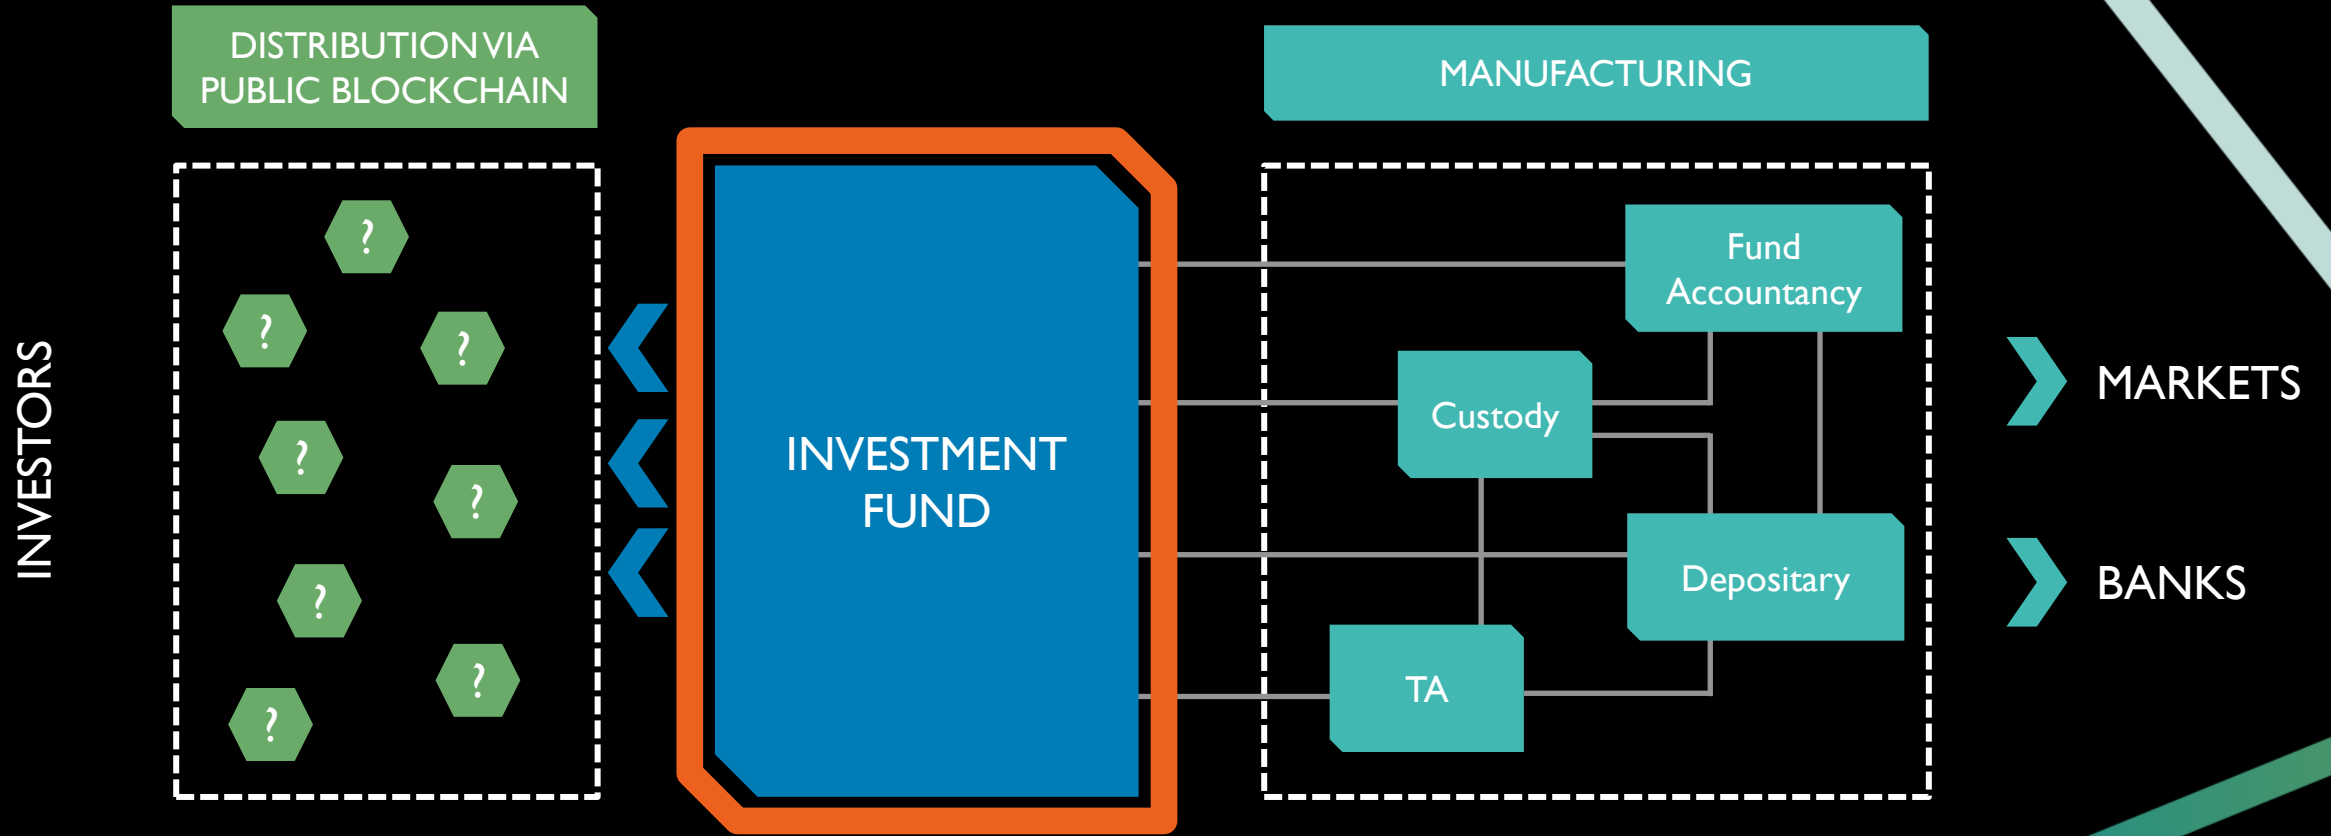 DISTRIBUTION VIA
PUBLIC BLOCKCHAIN
MANUFACTURING
INVESTORS
?
?
?
?
?
?
?
?
INVESTMENT
FUND
Fund
Accountancy
Custody
Depositary
TA
MARKETS
BANKS